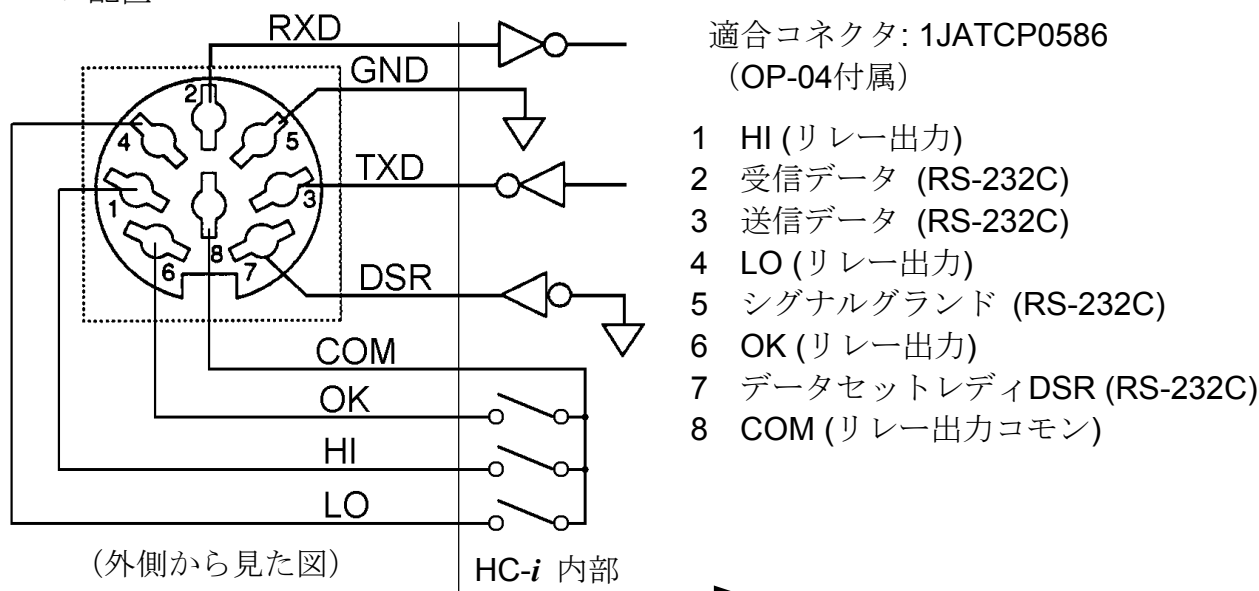 RXD
GND
TXD
DSR
COM
OK
HI
LO
2
4
5
1
3
8
6
7
(外側から見た図)
HC-i 内部
適合コネクタ: 1JATCP0586
(OP-04付属)
1 HI (リレー出力)
2 受信データ (RS-232C)
3 送信データ (RS-232C)
4 LO (リレー出力)
5 シグナルグランド (RS-232C)
6 OK (リレー出力)
7 データセットレディDSR (RS-232C)
8 COM (リレー出力コモン)